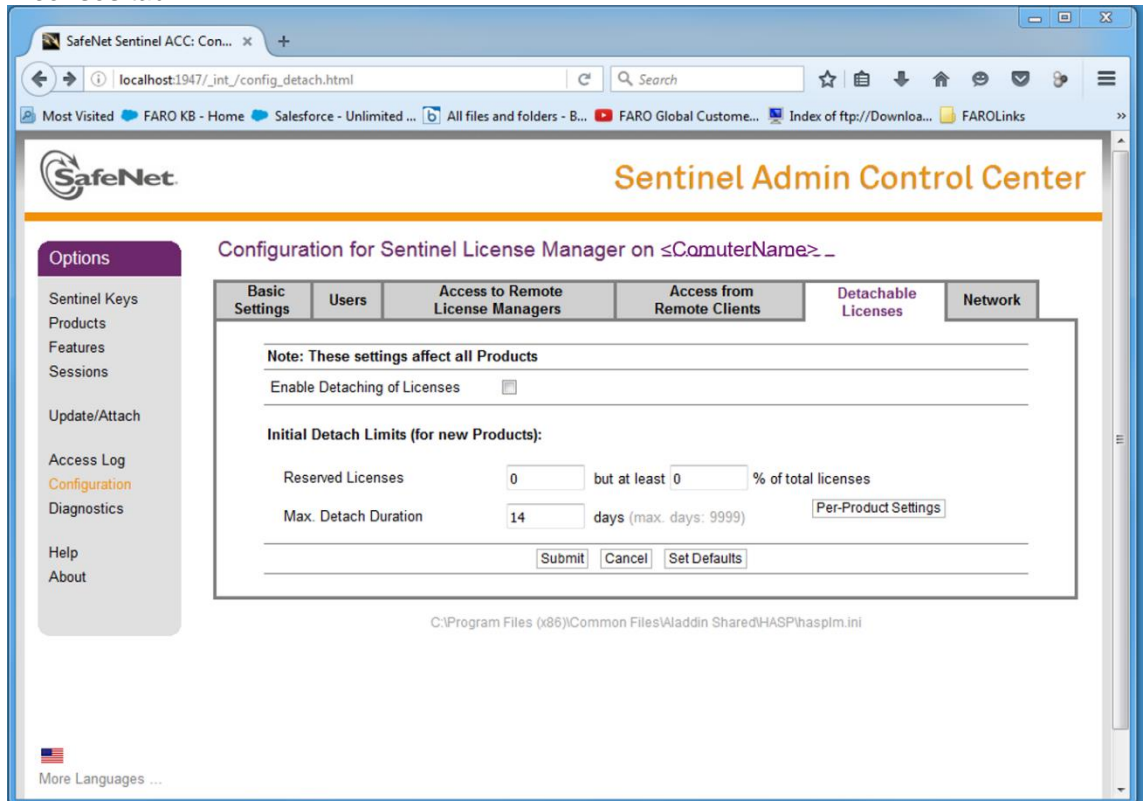 SafeNet Sentinel ACC: Con... × +
localhost:1947/_int_/config_detach.html Search
Most Visited FARO KB - Home Salesforce - Unlimited ... All files and folders - B... FARO Global Custome... Index of ftp://Downloa... FAROLinks »
SafeNet. Sentinel Admin Control Center
Options
Sentinel Keys
Products
Features
Sessions
Update/Attach
Access Log
Configuration
Diagnostics
Help
About
Configuration for Sentinel License Manager on <ComuterName>
Basic Settings Users Access to Remote License Managers Access from Remote Clients Detachable Licenses Network
Note: These settings affect all Products
Enable Detaching of Licenses
Initial Detach Limits (for new Products):
Reserved Licenses 0 but at least 0 % of total licenses
Max. Detach Duration 14 days (max. days: 9999) Per-Product Settings
Submit Cancel Set Defaults
C:\Program Files (x86)\Common Files\Aladdin Shared\HASP\hasplm.ini
More Languages ...